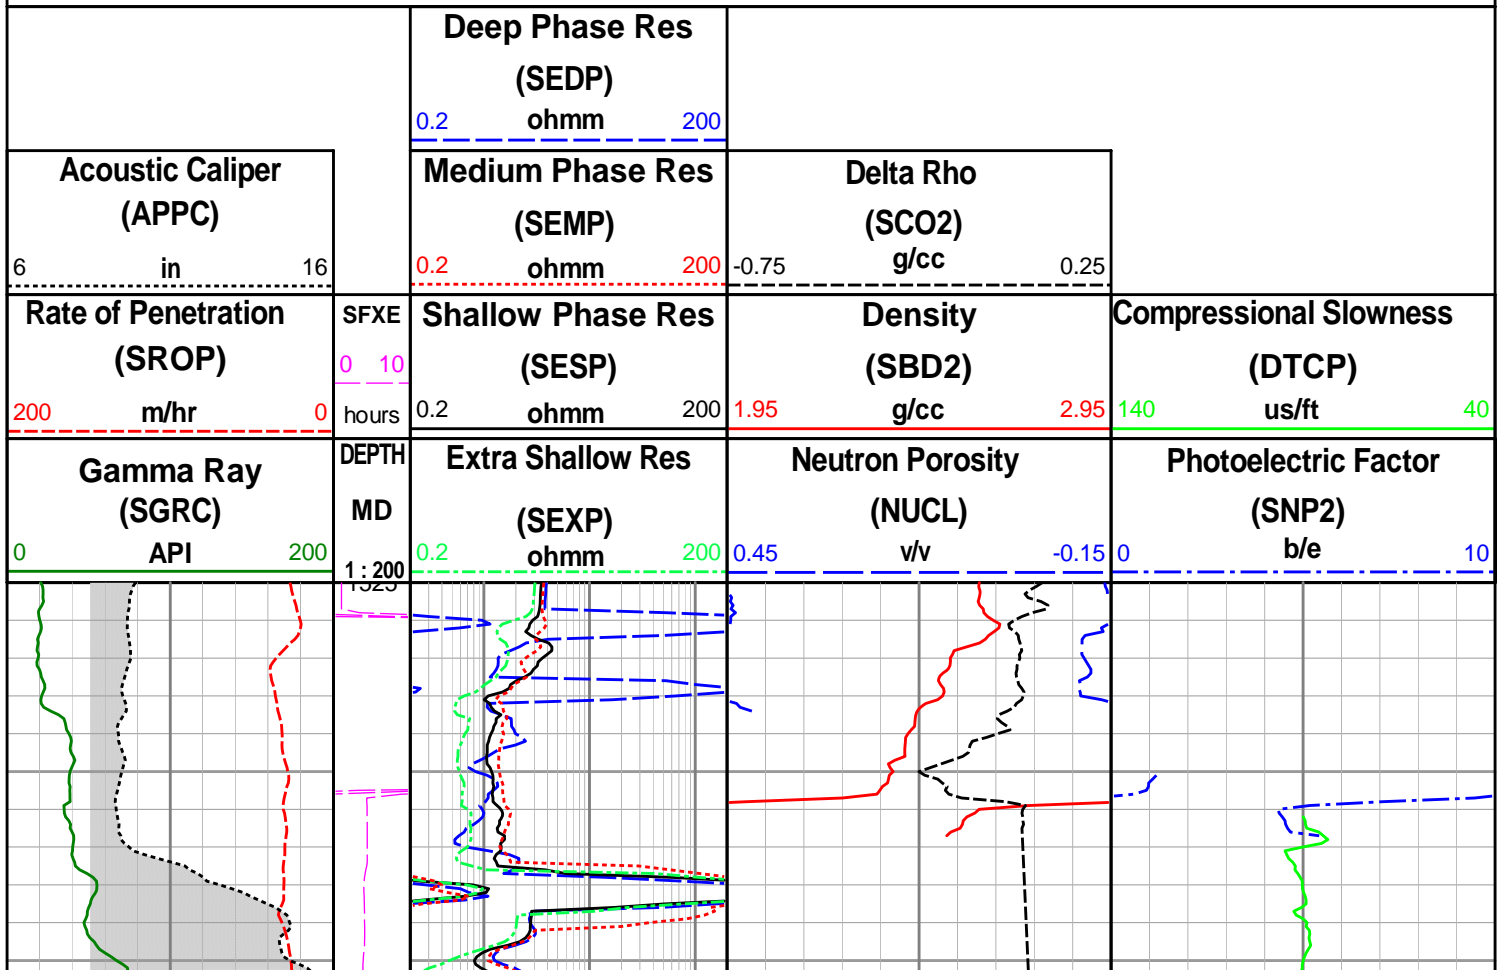 Deep Phase Res
(SEDP)
0.2 ohmm 200
Acoustic Caliper
(APPC)
6 in 16
Medium Phase Res
(SEMP)
0.2 ohmm 200
Delta Rho
(SCO2)
g/cc
-0.75 0.25
Rate of Penetration
(SROP)
200 m/hr 0
SFXE
0 10
hours
Shallow Phase Res
(SESP)
0.2 ohmm 200
Density
(SBD2)
1.95 g/cc 2.95
Compressional Slowness
(DTCP)
140 us/ft 40
Gamma Ray
(SGRC)
0 API 200
DEPTH
MD
1 : 200
Extra Shallow Res
(SEXP)
0.2 ohmm 200
Neutron Porosity
(NUCL)
0.45 v/v -0.15
Photoelectric Factor
(SNP2)
0 b/e 10